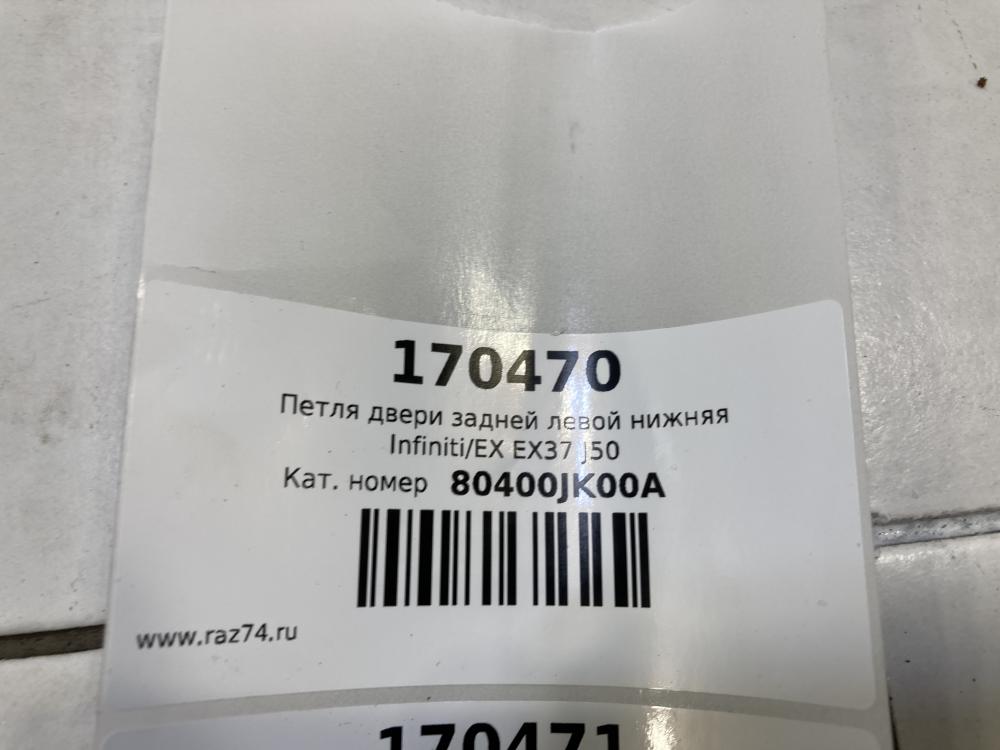 170470
Петля двери задней левой нижняя
Infiniti/EX EX37 J50
Кат. номер 80400JK00A
www.raz74.ru
170471